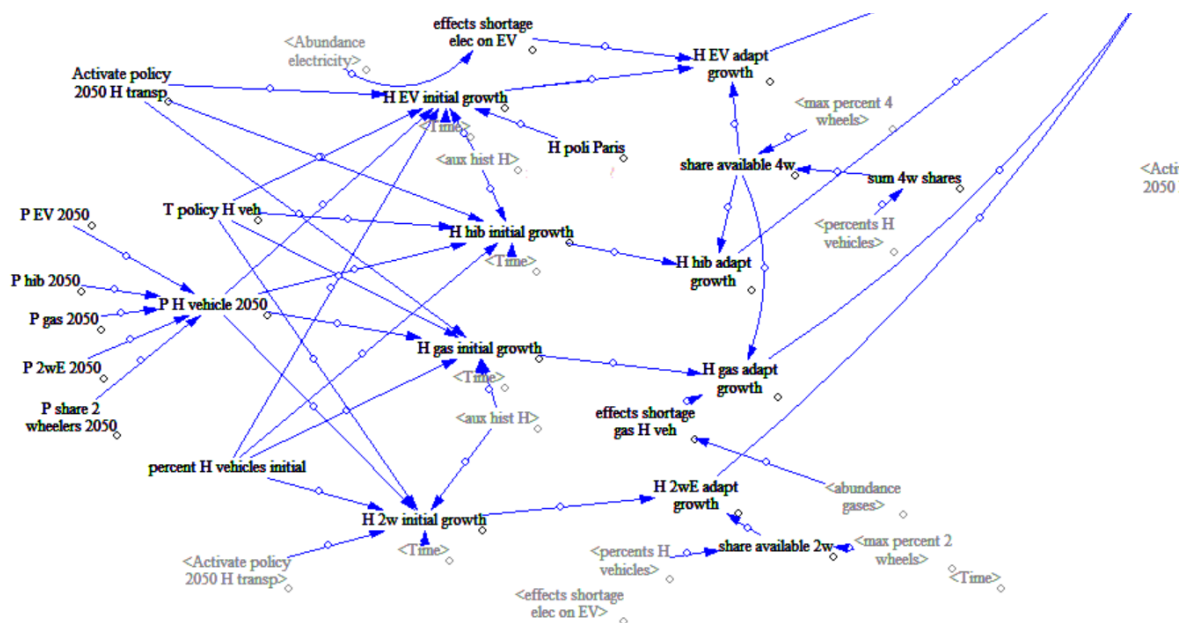 effects shortage
elec on EV
<Abundance
electricity>
H EV adapt
growth
Activate policy
2050 H transp
H EV initial growth
<Time>
<max percent 4
wheels>
H poli Paris
<aux hist H>
share available 4w
sum 4w shares
<Acti
2050
P EV 2050
T policy H veh
<percents H
vehicles>
H hib initial growth
<Time>
H hib adapt
growth
P hib 2050
P H vehicle 2050
P gas 2050
H gas initial growth
P 2wE 2050
<Time>
H gas adapt
growth
P share 2
wheelers 2050
<aux hist H>
effects shortage
gas H veh
percent H vehicles initial
H 2wE adapt
growth
<abundance
gases>
H 2w initial growth
<Time>
<Activate policy
2050 H transp>
<percents H
vehicles>
share available 2w
<max percent 2
wheels>
<Time>
<effects shortage
elec on EV>